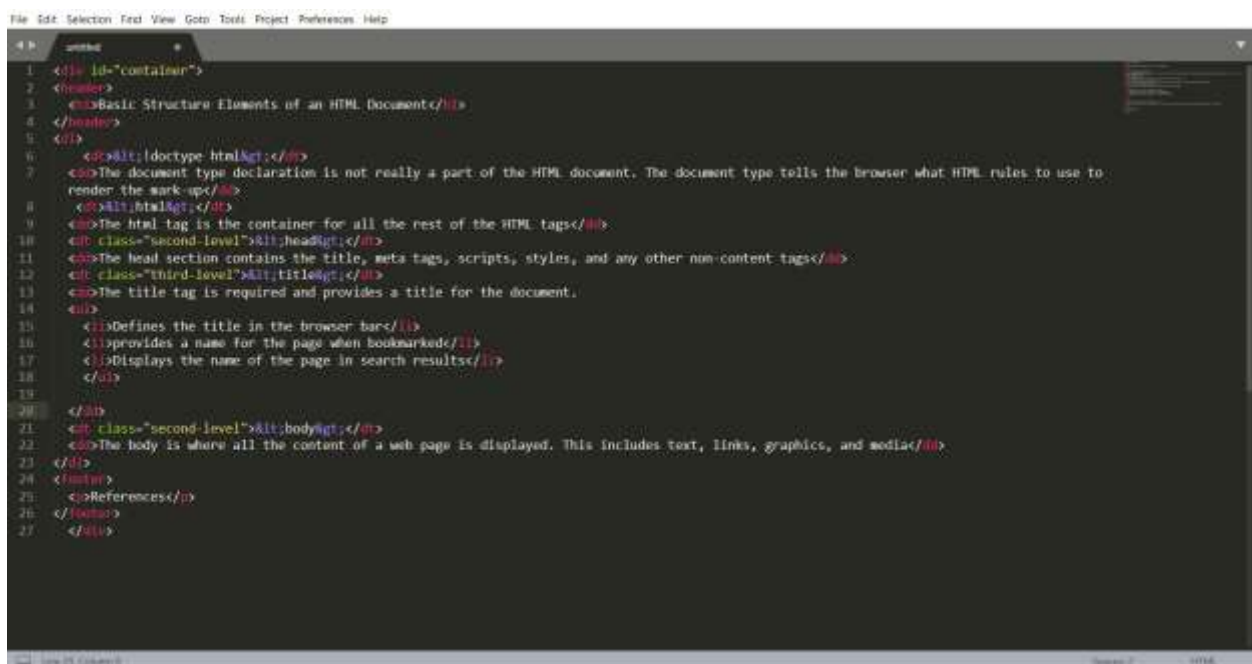 File Edit Selection Find View Goto Tools Project Preferences Help
untitled
1 <div id="container">
2 <header>
3 <h1>Basic Structure Elements of an HTML Document</h1>
4 </header>
5 <dl>
6 <dt>&lt;!doctype html&gt;</dt>
7 <dd>The document type declaration is not really a part of the HTML document. The document type tells the browser what HTML rules to use to
render the mark-up</dd>
8 <dt>&lt;html&gt;</dt>
9 <dd>The html tag is the container for all the rest of the HTML tags</dd>
10 <dt class="second-level">&lt;head&gt;</dt>
11 <dd>The head section contains the title, meta tags, scripts, styles, and any other non-content tags</dd>
12 <dt class="third-level">&lt;title&gt;</dt>
13 <dd>The title tag is required and provides a title for the document.
14 <ul>
15 <li>Defines the title in the browser bar</li>
16 <li>provides a name for the page when bookmarked</li>
17 <li>Displays the name of the page in search results</li>
18 </ul>
19
20 </dd>
21 <dt class="second-level">&lt;body&gt;</dt>
22 <dd>The body is where all the content of a web page is displayed. This includes text, links, graphics, and media</dd>
23 </dl>
24 <footer>
25 <p>References</p>
26 </footer>
27 </div>
HTML